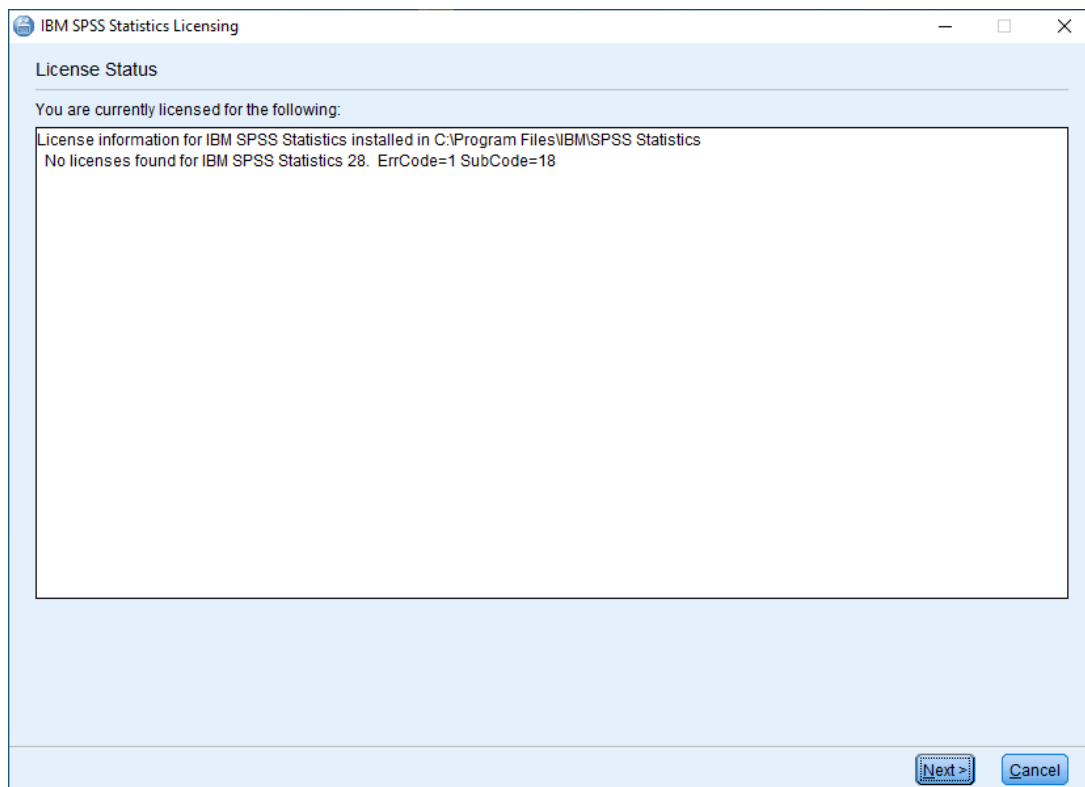 IBM SPSS Statistics Licensing
License Status
You are currently licensed for the following:
License information for IBM SPSS Statistics installed in C:\Program Files\IBM\SPSS Statistics
No licenses found for IBM SPSS Statistics 28.  ErrCode=1 SubCode=18
Next >
Cancel